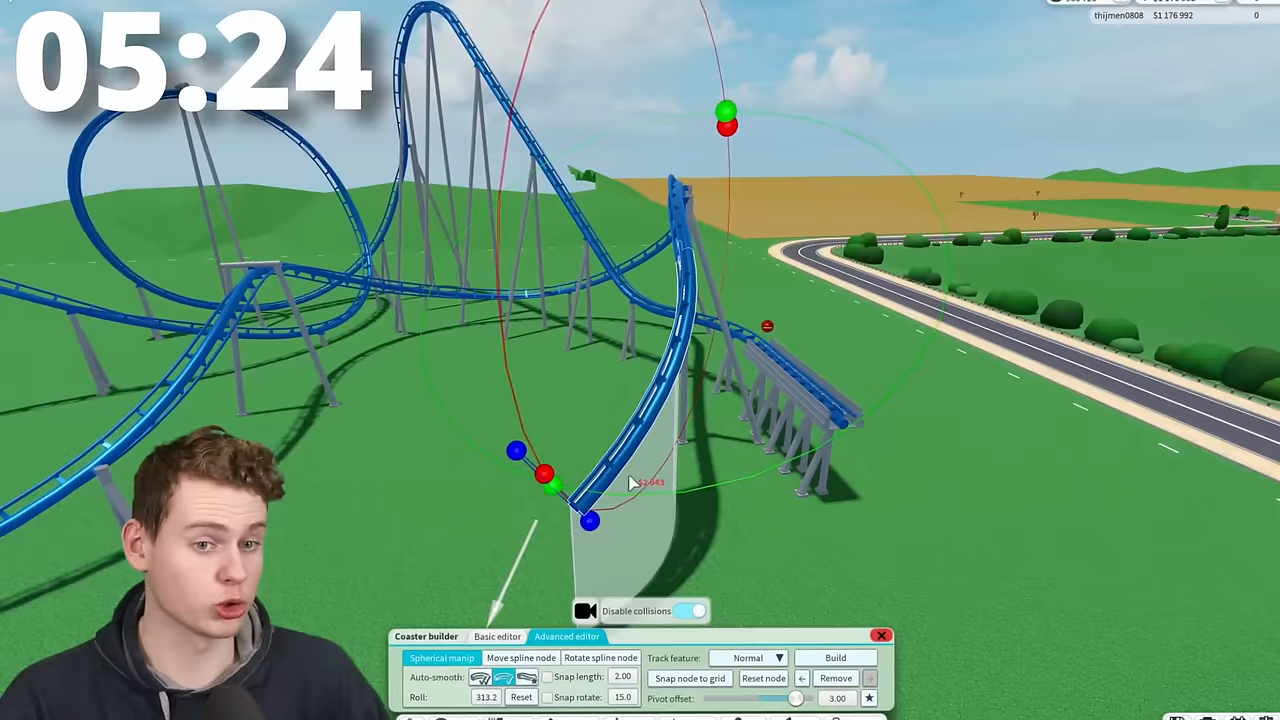 05:24
thijmen0808 $1 176 992 0
$2 943
Disable collisions
Coaster builder Basic editor Advanced editor
Spherical manip Move spline node Rotate spline node Track feature: Normal Build
Auto-smooth: Snap length: 2.00 Snap node to grid Reset node Remove
Roll: 313.2 Reset Snap rotate: 15.0 Pivot offset: 3.00